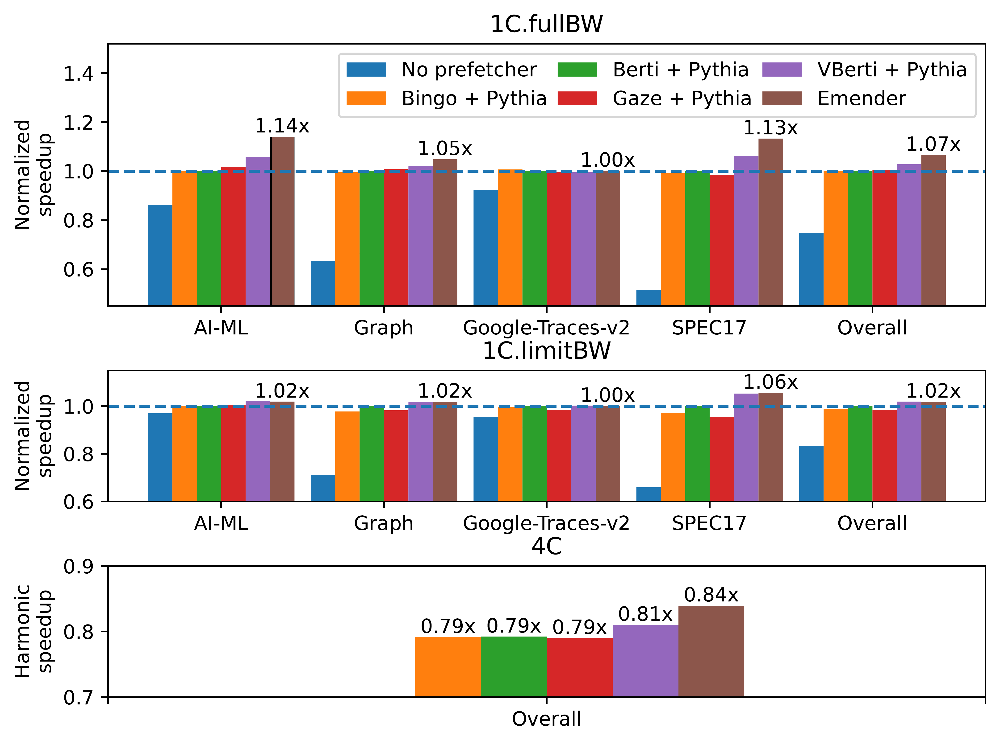 1C.fullBW
Normalized
speedup
1.4
1.2
1.0
0.8
0.6
No prefetcher
Berti + Pythia
VBerti + Pythia
Bingo + Pythia
Gaze + Pythia
Emender
1.14x
1.05x
1.00x
1.13x
1.07x
AI-ML
Graph
Google-Traces-v2
SPEC17
Overall
1C.limitBW
Normalized
speedup
1.0
0.8
0.6
1.02x
1.02x
1.00x
1.06x
1.02x
AI-ML
Graph
Google-Traces-v2
SPEC17
Overall
4C
Harmonic
speedup
0.9
0.8
0.7
0.79x
0.79x
0.79x
0.81x
0.84x
Overall